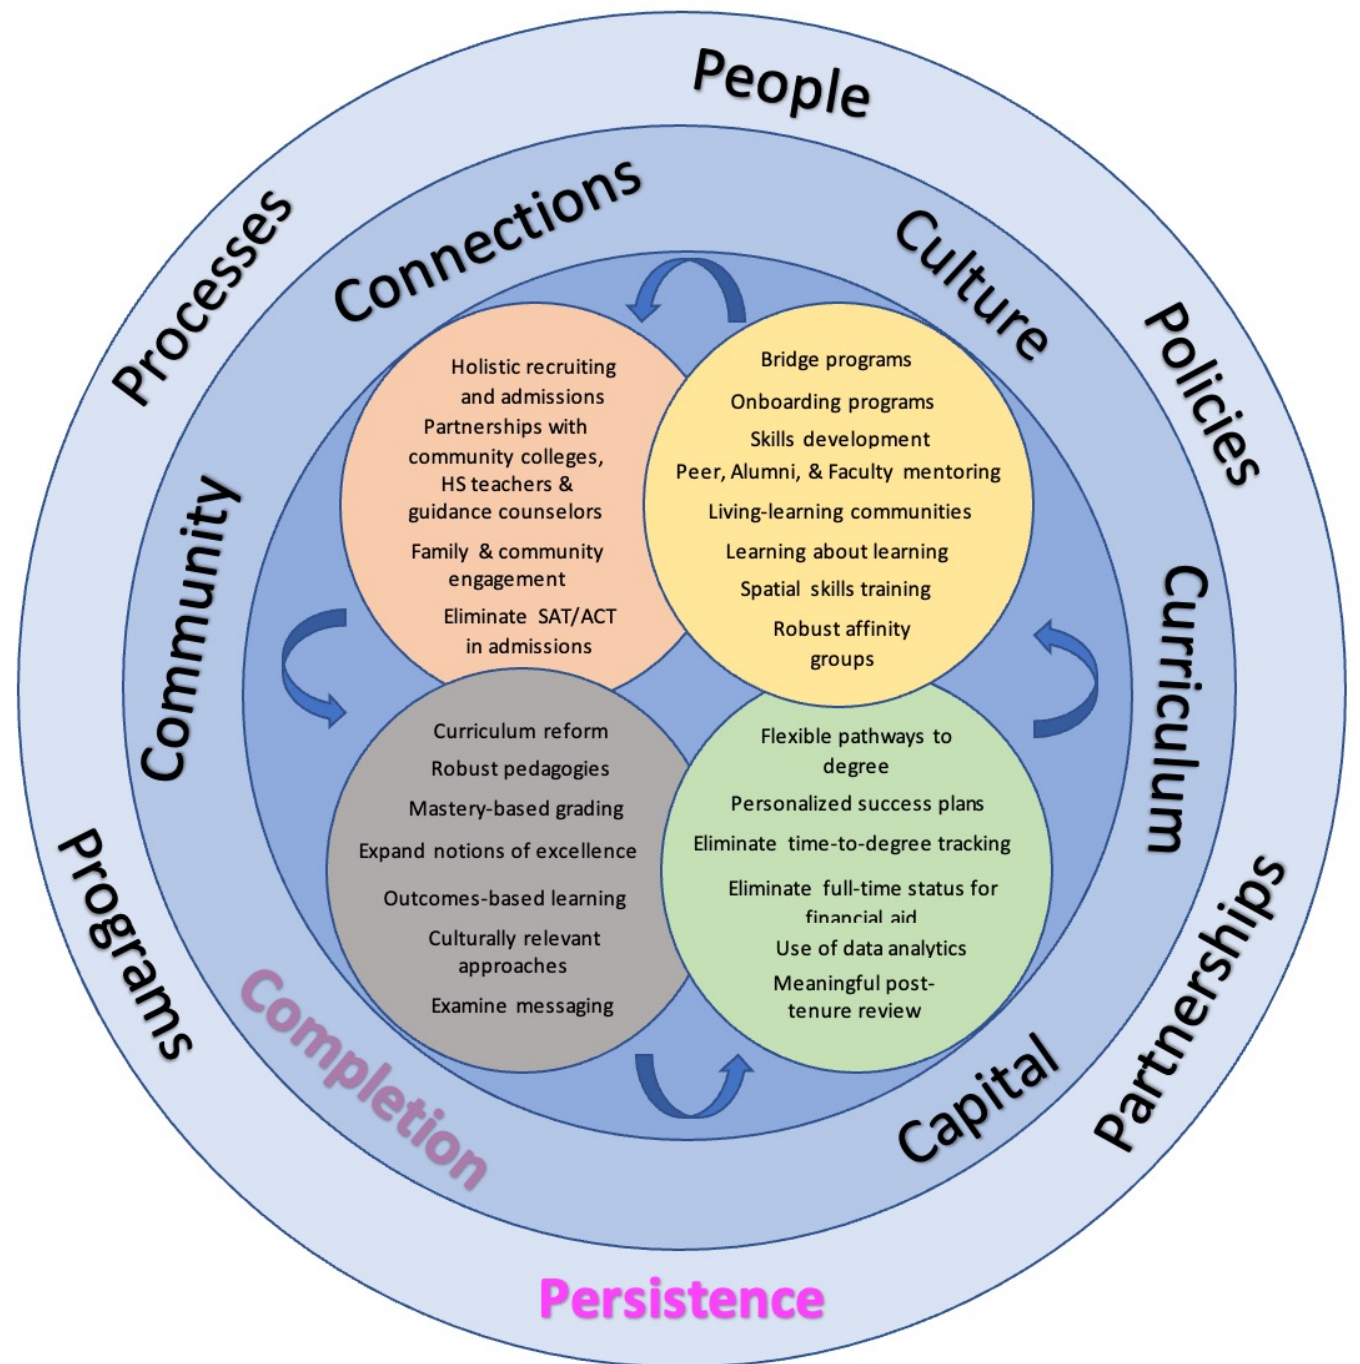 People
Processes
Connections
Culture
Policies
Community
Curriculum
Programs
Partnerships
Completion
Capital
Persistence
Holistic recruiting
and admissions
Partnerships with
community colleges,
HS teachers &
guidance counselors
Family & community
engagement
Eliminate SAT/ACT
in admissions
Bridge programs
Onboarding programs
Skills development
Peer, Alumni, & Faculty mentoring
Living-learning communities
Learning about learning
Spatial skills training
Robust affinity
groups
Curriculum reform
Robust pedagogies
Mastery-based grading
Expand notions of excellence
Outcomes-based learning
Culturally relevant
approaches
Examine messaging
Flexible pathways to
degree
Personalized success plans
Eliminate time-to-degree tracking
Eliminate full-time status for
financial aid
Use of data analytics
Meaningful post-
tenure review